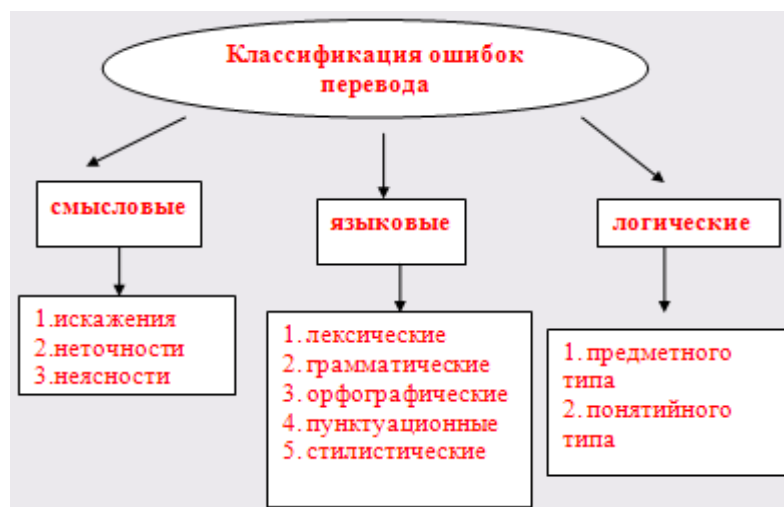 Классификация ошибок
перевода
смысловые
языковые
логические
1.искажения
2.неточности
3.неясности
1. лексические
2. грамматические
3. орфографические
4. пунктуационные
5. стилистические
1. предметного
типа
2. понятийного
типа